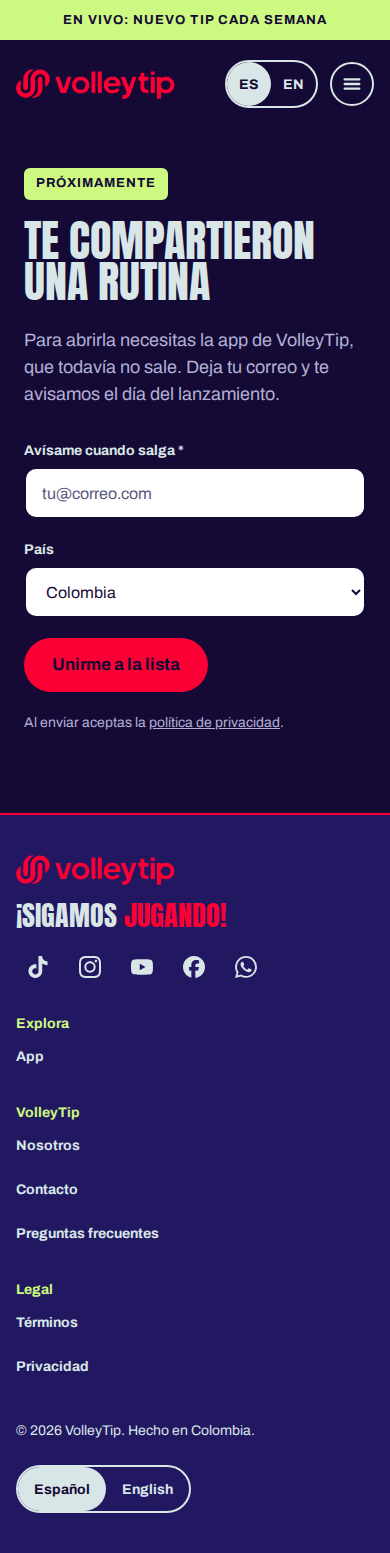 EN VIVO: NUEVO TIP CADA SEMANA
volleytip
ES EN
PRÓXIMAMENTE
TE COMPARTIERON
UNA RUTINA
Para abrirla necesitas la app de VolleyTip,
que todavía no sale. Deja tu correo y te
avisamos el día del lanzamiento.
Avísame cuando salga *
tu@correo.com
País
Colombia
Unirme a la lista
Al enviar aceptas la política de privacidad.
volleytip
¡SIGAMOS JUGANDO!
Explora
App
VolleyTip
Nosotros
Contacto
Preguntas frecuentes
Legal
Términos
Privacidad
© 2026 VolleyTip. Hecho en Colombia.
Español English